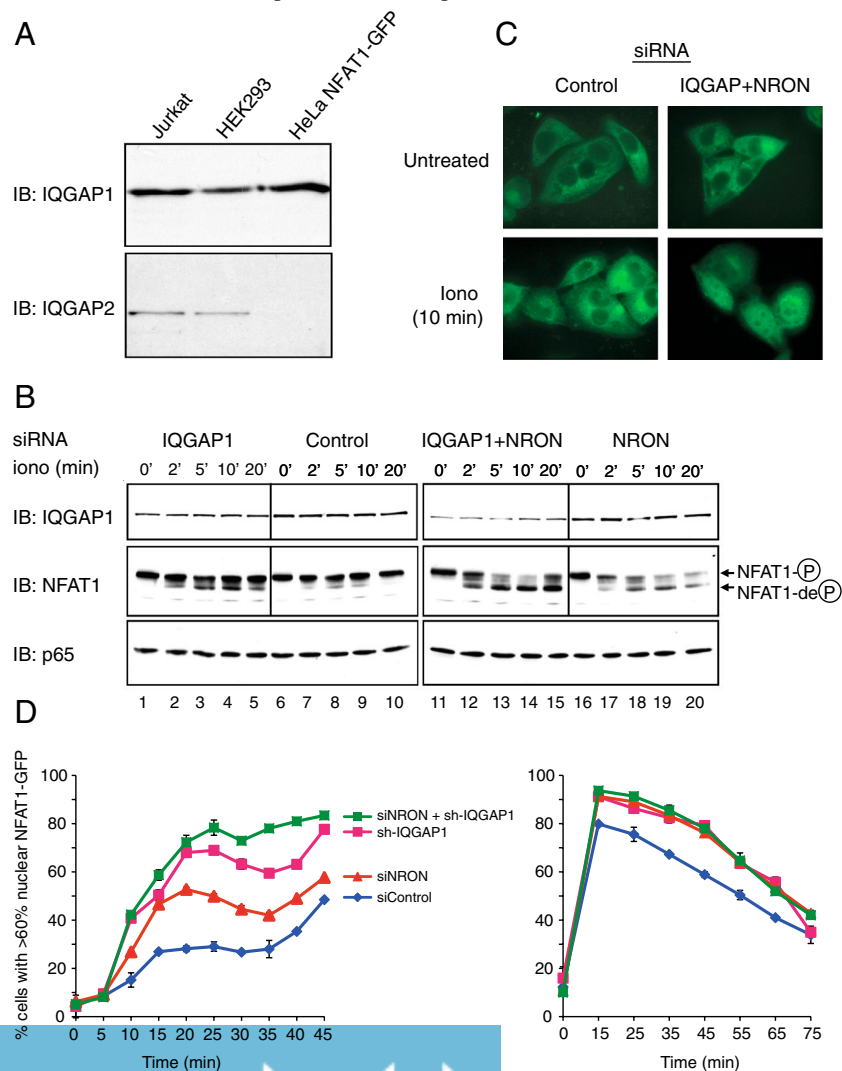 A
Jurkat
HEK293
HeLa NFAT1-GFP
IB: IQGAP1
IB: IQGAP2
C
siRNA
Control IQGAP+NRON
Untreated
Iono
(10 min)
B
siRNA IQGAP1 Control IQGAP1+NRON NRON
iono (min) 0' 2' 5' 10' 20' 0' 2' 5' 10' 20' 0' 2' 5' 10' 20' 0' 2' 5' 10' 20'
IB: IQGAP1
IB: NFAT1
NFAT1-P
NFAT1-deP
IB: p65
1 2 3 4 5 6 7 8 9 10 11 12 13 14 15 16 17 18 19 20
D
% cells with >60% nuclear NFAT1-GFP
100
80
60
40
20
0
0 5 10 15 20 25 30 35 40 45
Time (min)
siNRON + sh-IQGAP1
sh-IQGAP1
siNRON
siControl
100
80
60
40
20
0
0 15 25 35 45 55 65 75
Time (min)